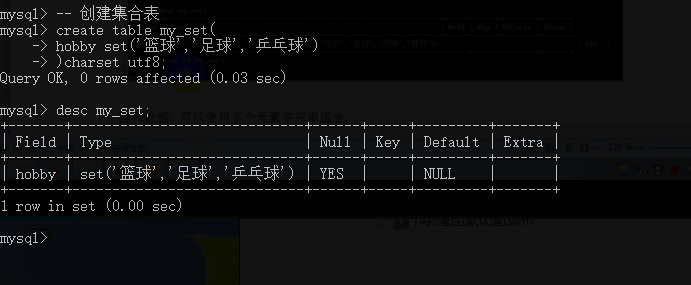 mysql> -- 创建集合表
mysql> create table my_set(
    -> hobby set('篮球','足球','乒乓球')
    -> )charset utf8;
Query OK, 0 rows affected (0.03 sec)
mysql> desc my_set;
+-------+-----------------------------+------+-----+---------+-------+
| Field | Type                        | Null | Key | Default | Extra |
+-------+-----------------------------+------+-----+---------+-------+
| hobby | set('篮球','足球','乒乓球') | YES  |     | NULL    |       |
+-------+-----------------------------+------+-----+---------+-------+
1 row in set (0.00 sec)
mysql>